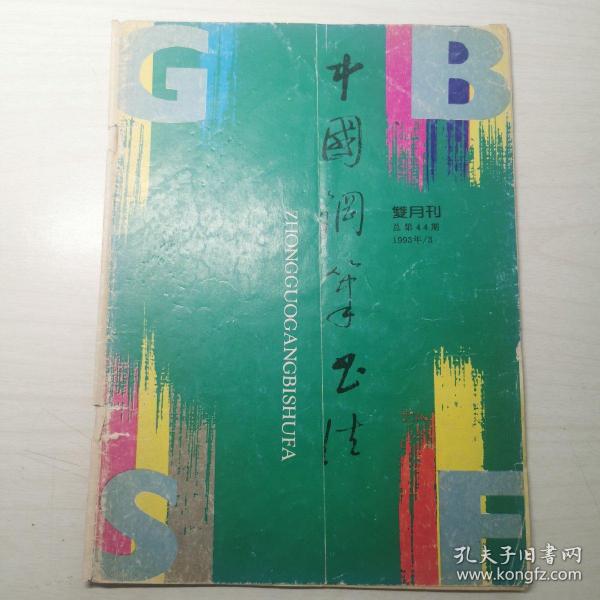 G B
中國鋼筆书法
ZHONGGUOGANGBISHUFA
雙月刊
总第44期
1993年/3
S F
孔夫子旧书网
www.kongfz.com